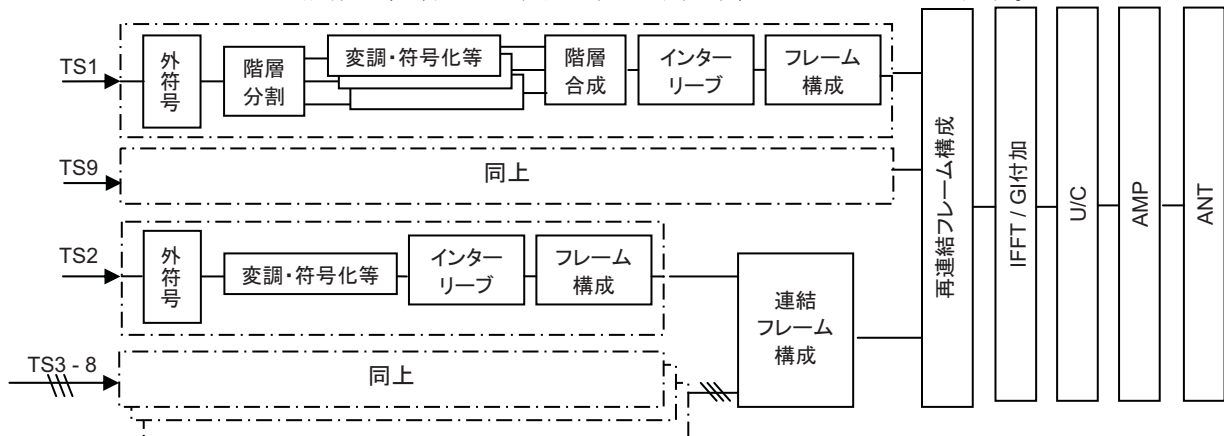 TS1
外符号
階層
分割
変調・符号化等
階層
合成
インター
リーブ
フレーム
構成
TS9
同上
TS2
外符号
変調・符号化等
インター
リーブ
フレーム
構成
TS3 - 8
同上
連結
フレーム
構成
再連結フレーム構成
IFFT / GI付加
U/C
AMP
ANT